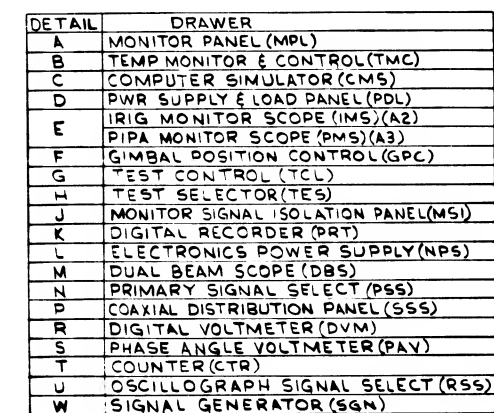 DETAIL DRAWER
A MONITOR PANEL (MPL)
B TEMP MONITOR & CONTROL (TMC)
C COMPUTER SIMULATOR (CMS)
D PWR SUPPLY & LOAD PANEL (PDL)
E IRIG MONITOR SCOPE (IMS)(A2)
PIPA MONITOR SCOPE (PMS)(A3)
F GIMBAL POSITION CONTROL (GPC)
G TEST CONTROL (TCL)
H TEST SELECTOR (TES)
J MONITOR SIGNAL ISOLATION PANEL (MSI)
K DIGITAL RECORDER (PRT)
L ELECTRONICS POWER SUPPLY (NPS)
M DUAL BEAM SCOPE (DBS)
N PRIMARY SIGNAL SELECT (PSS)
P COAXIAL DISTRIBUTION PANEL (SSS)
R DIGITAL VOLTMETER (DVM)
S PHASE ANGLE VOLTMETER (PAV)
T COUNTER (CTR)
U OSCILLOGRAPH SIGNAL SELECT (RSS)
W SIGNAL GENERATOR (SGN)